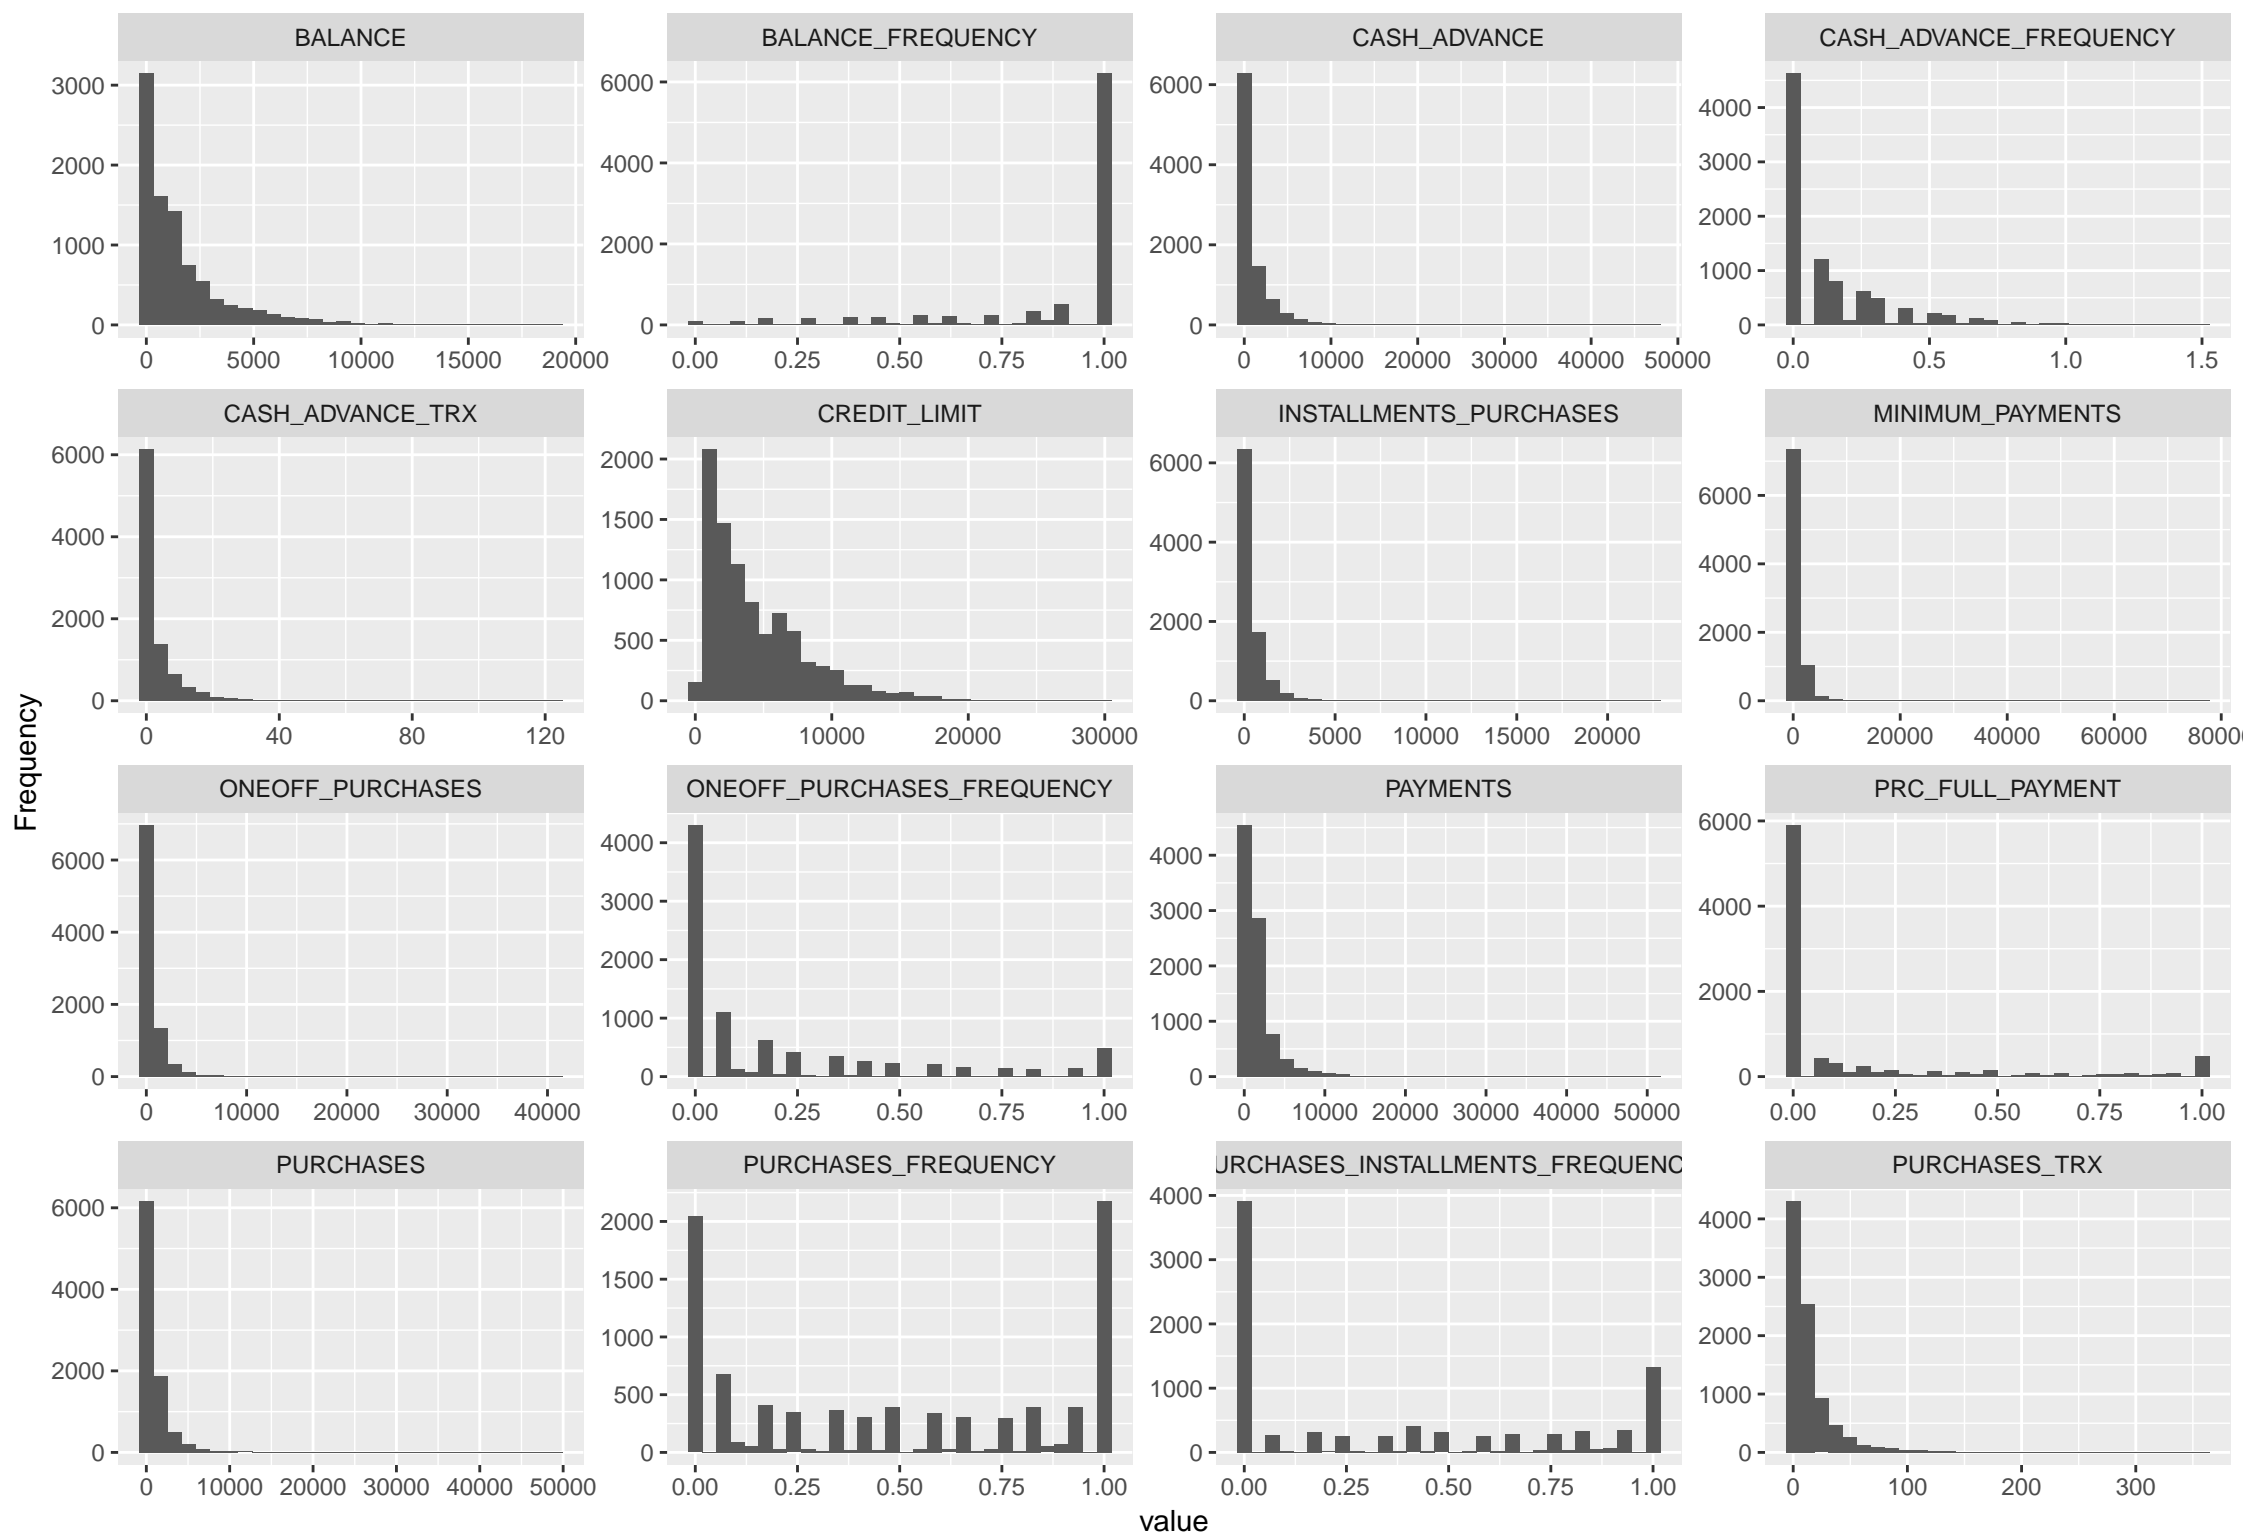 BALANCE
3000
2000
1000
0
0 5000 10000 15000 20000
BALANCE_FREQUENCY
6000
4000
2000
0
0.00 0.25 0.50 0.75 1.00
CASH_ADVANCE
6000
4000
2000
0
0 10000 20000 30000 40000 50000
CASH_ADVANCE_FREQUENCY
4000
3000
2000
1000
0
0.0 0.5 1.0 1.5
CASH_ADVANCE_TRX
6000
4000
2000
0
0 40 80 120
CREDIT_LIMIT
2000
1500
1000
500
0
0 10000 20000 30000
INSTALLMENTS_PURCHASES
6000
4000
2000
0
0 5000 10000 15000 20000
MINIMUM_PAYMENTS
6000
4000
2000
0
0 20000 40000 60000 80000
ONEOFF_PURCHASES
6000
4000
2000
0
0 10000 20000 30000 40000
ONEOFF_PURCHASES_FREQUENCY
4000
3000
2000
1000
0
0.00 0.25 0.50 0.75 1.00
PAYMENTS
4000
3000
2000
1000
0
0 10000 20000 30000 40000 50000
PRC_FULL_PAYMENT
6000
4000
2000
0
0.00 0.25 0.50 0.75 1.00
PURCHASES
6000
4000
2000
0
0 10000 20000 30000 40000 50000
PURCHASES_FREQUENCY
2000
1500
1000
500
0
0.00 0.25 0.50 0.75 1.00
URCHASES_INSTALLMENTS_FREQUENC
4000
3000
2000
1000
0
0.00 0.25 0.50 0.75 1.00
PURCHASES_TRX
4000
3000
2000
1000
0
0 100 200 300
Frequency
value